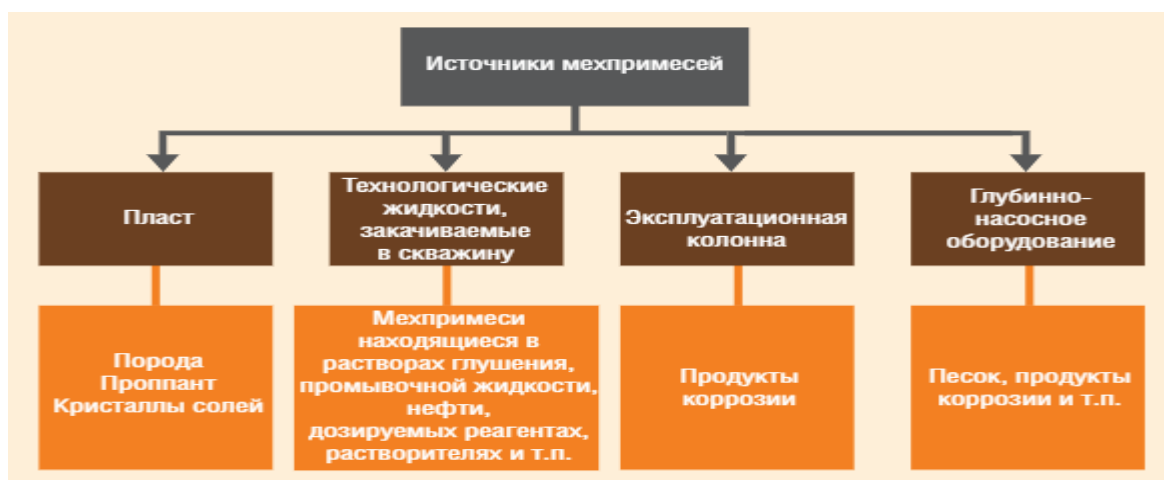 Источники мехпримесей
Пласт
Технологические
жидкости,
закачиваемые
в скважину
Эксплуатационная
колонна
Глубинно-
насосное
оборудование
Порода
Проппант
Кристаллы солей
Мехпримеси
находящиеся в
растворах глушения,
промывочной жидкости,
нефти,
дозируемых реагентах,
растворителях и т.п.
Продукты
коррозии
Песок, продукты
коррозии и т.п.